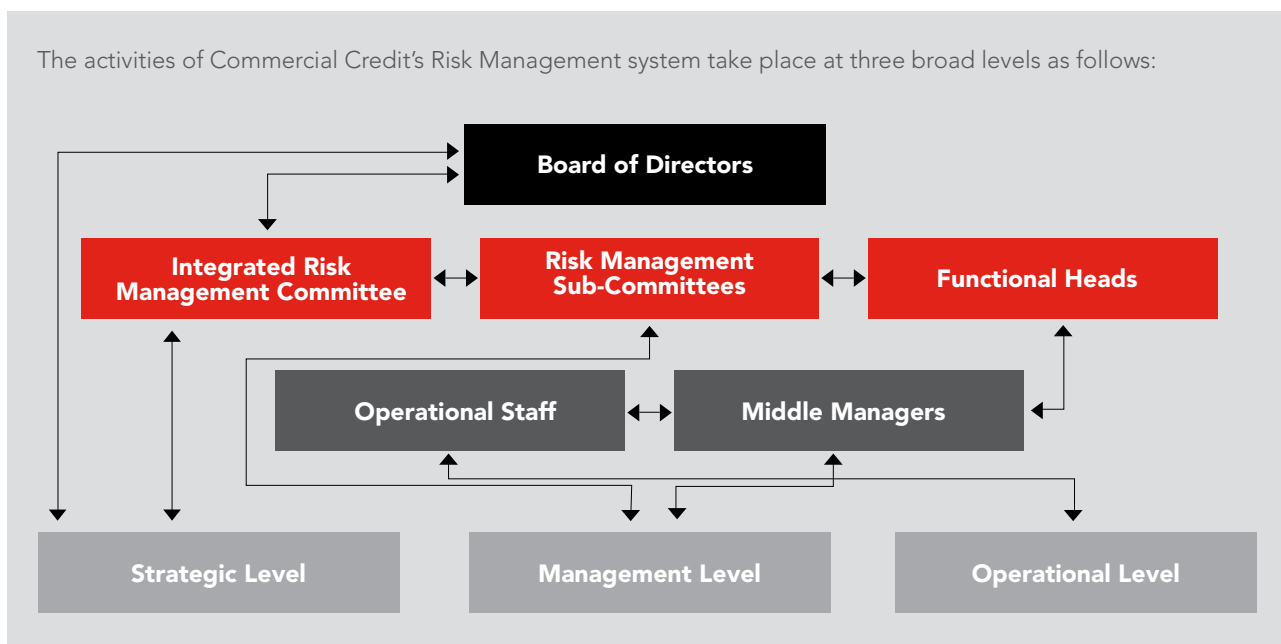 The activities of Commercial Credit's Risk Management system take place at three broad levels as follows:
Board of Directors
Integrated Risk
Management Committee
Risk Management
Sub-Committees
Functional Heads
Operational Staff
Middle Managers
Strategic Level
Management Level
Operational Level